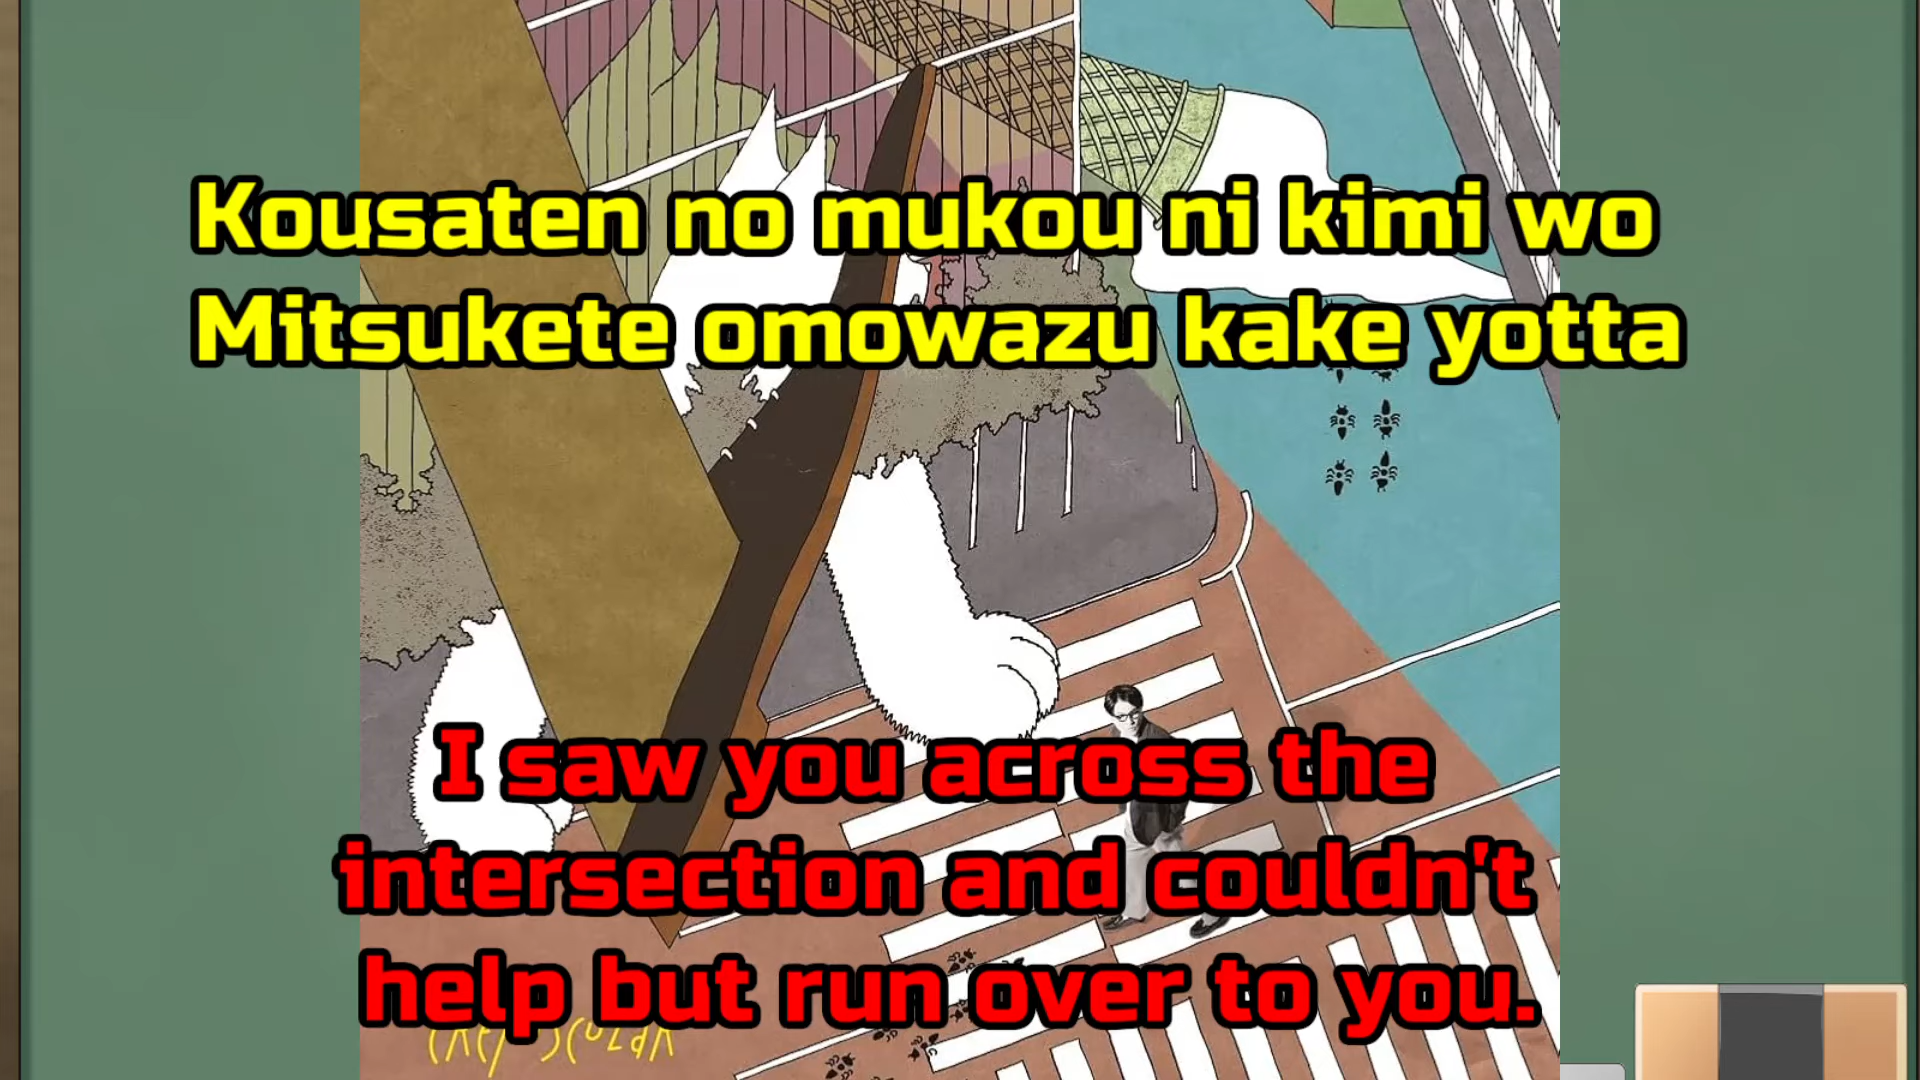 Kousaten no mukou ni kimi wo
Mitsukete omowazu kake yotta
I saw you across the
intersection and couldn't
help but run over to you.